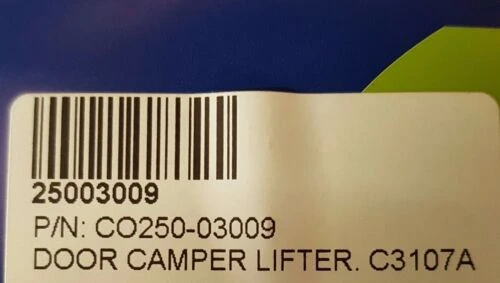 25003009
P/N: CO250-03009
DOOR CAMPER LIFTER. C3107A